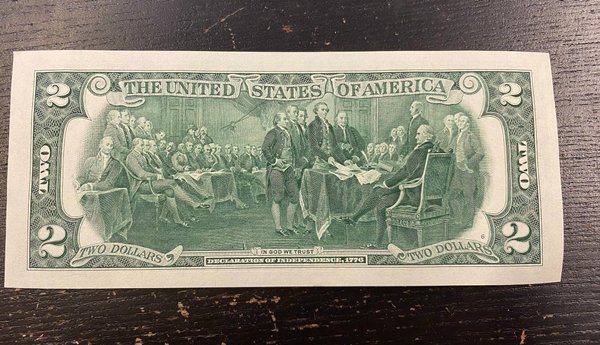 2 THE UNITED STATES OF AMERICA 2
TWO TWO
2 TWO DOLLARS TWO DOLLARS 2
6
IN GOD WE TRUST
DECLARATION OF INDEPENDENCE, 1776